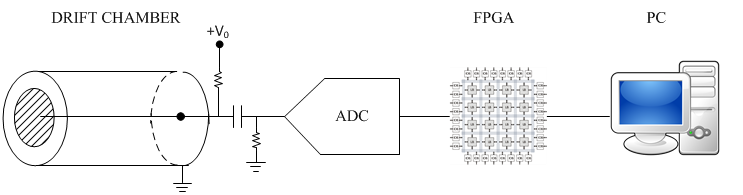 DRIFT CHAMBER
FPGA
PC
+V₀
ADC